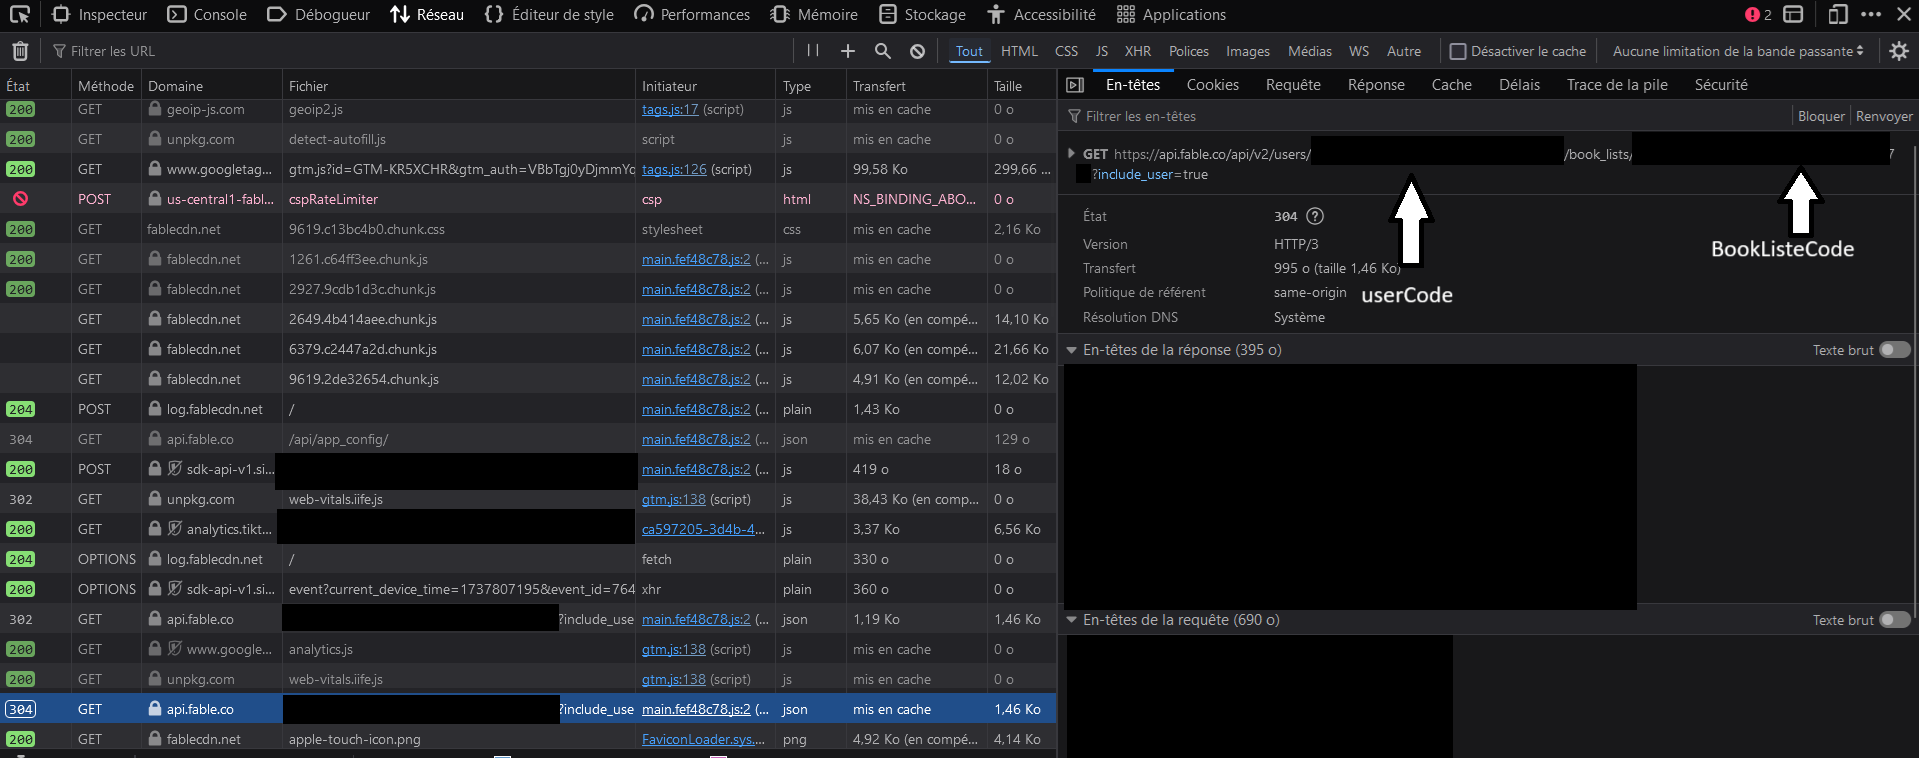 Inspecteur Console Débogueur Réseau Éditeur de style Performances Mémoire Stockage Accessibilité Applications 2
Filtrer les URL Tout HTML CSS JS XHR Polices Images Médias WS Autre Désactiver le cache Aucune limitation de la bande passante
État Méthode Domaine Fichier Initiateur Type Transfert Taille
200 GET geoip-js.com geoip2.js tags.js:17 (script) js mis en cache 0 o
200 GET unpkg.com detect-autofill.js script js mis en cache 0 o
200 GET www.googletag... gtm.js?id=GTM-KR5XCHR&gtm_auth=VBbTgj0yDjmmYc tags.js:126 (script) js 99,58 Ko 299,66 ...
POST us-central1-fabl... cspRateLimiter csp html NS_BINDING_ABO... 0 o
200 GET fablecdn.net 9619.c13bc4b0.chunk.css stylesheet css mis en cache 2,16 Ko
200 GET fablecdn.net 1261.c64ff3ee.chunk.js main.fef48c78.js:2 (... js mis en cache 0 o
200 GET fablecdn.net 2927.9cdb1d3c.chunk.js main.fef48c78.js:2 (... js mis en cache 0 o
GET fablecdn.net 2649.4b414aee.chunk.js main.fef48c78.js:2 (... js 5,65 Ko (en compé... 14,10 Ko
GET fablecdn.net 6379.c2447a2d.chunk.js main.fef48c78.js:2 (... js 6,07 Ko (en compé... 21,66 Ko
GET fablecdn.net 9619.2de32654.chunk.js main.fef48c78.js:2 (... js 4,91 Ko (en compé... 12,02 Ko
204 POST log.fablecdn.net / main.fef48c78.js:2 (... plain 1,43 Ko 0 o
304 GET api.fable.co /api/app_config/ main.fef48c78.js:2 (... json mis en cache 129 o
200 POST sdk-api-v1.si... main.fef48c78.js:2 (... js 419 o 18 o
302 GET unpkg.com web-vitals.iife.js gtm.js:138 (script) js 38,43 Ko (en comp... 0 o
200 GET analytics.tikt... ca597205-3d4b-4... js 3,37 Ko 6,56 Ko
204 OPTIONS log.fablecdn.net / fetch plain 330 o 0 o
200 OPTIONS sdk-api-v1.si... event?current_device_time=1737807195&event_id=764 xhr plain 360 o 0 o
302 GET api.fable.co ?include_use main.fef48c78.js:2 (... json 1,19 Ko 1,46 Ko
200 GET www.google... analytics.js gtm.js:138 (script) js mis en cache 0 o
200 GET unpkg.com web-vitals.iife.js gtm.js:138 (script) js mis en cache 0 o
304 GET api.fable.co ?include_use main.fef48c78.js:2 (... json mis en cache 1,46 Ko
200 GET fablecdn.net apple-touch-icon.png FaviconLoader.sys.... png 4,92 Ko (en compé... 4,14 Ko
En-têtes Cookies Requête Réponse Cache Délais Trace de la pile Sécurité
Filtrer les en-têtes Bloquer Renvoyer
GET https://api.fable.co/api/v2/users/ /book_lists/ 7
?include_user=true
État 304 ?
Version HTTP/3
Transfert 995 o (taille 1,46 Ko)
Politique de référent same-origin
Résolution DNS Système
userCode
BookListeCode
En-têtes de la réponse (395 o) Texte brut
En-têtes de la requête (690 o) Texte brut